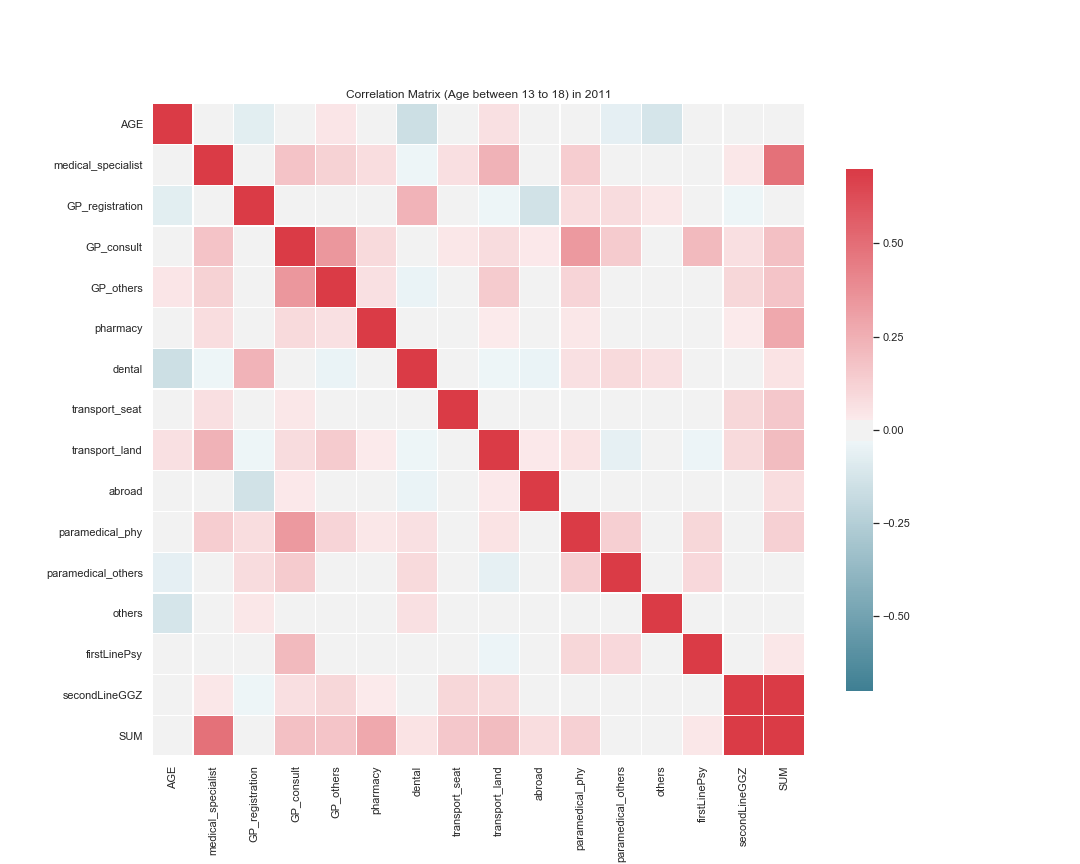 Correlation Matrix (Age between 13 to 18) in 2011
AGE
medical_specialist
GP_registration
GP_consult
GP_others
pharmacy
dental
transport_seat
transport_land
abroad
paramedical_phy
paramedical_others
others
firstLinePsy
secondLineGGZ
SUM
AGE
medical_specialist
GP_registration
GP_consult
GP_others
pharmacy
dental
transport_seat
transport_land
abroad
paramedical_phy
paramedical_others
others
firstLinePsy
secondLineGGZ
SUM
0.50
0.25
0.00
−0.25
−0.50